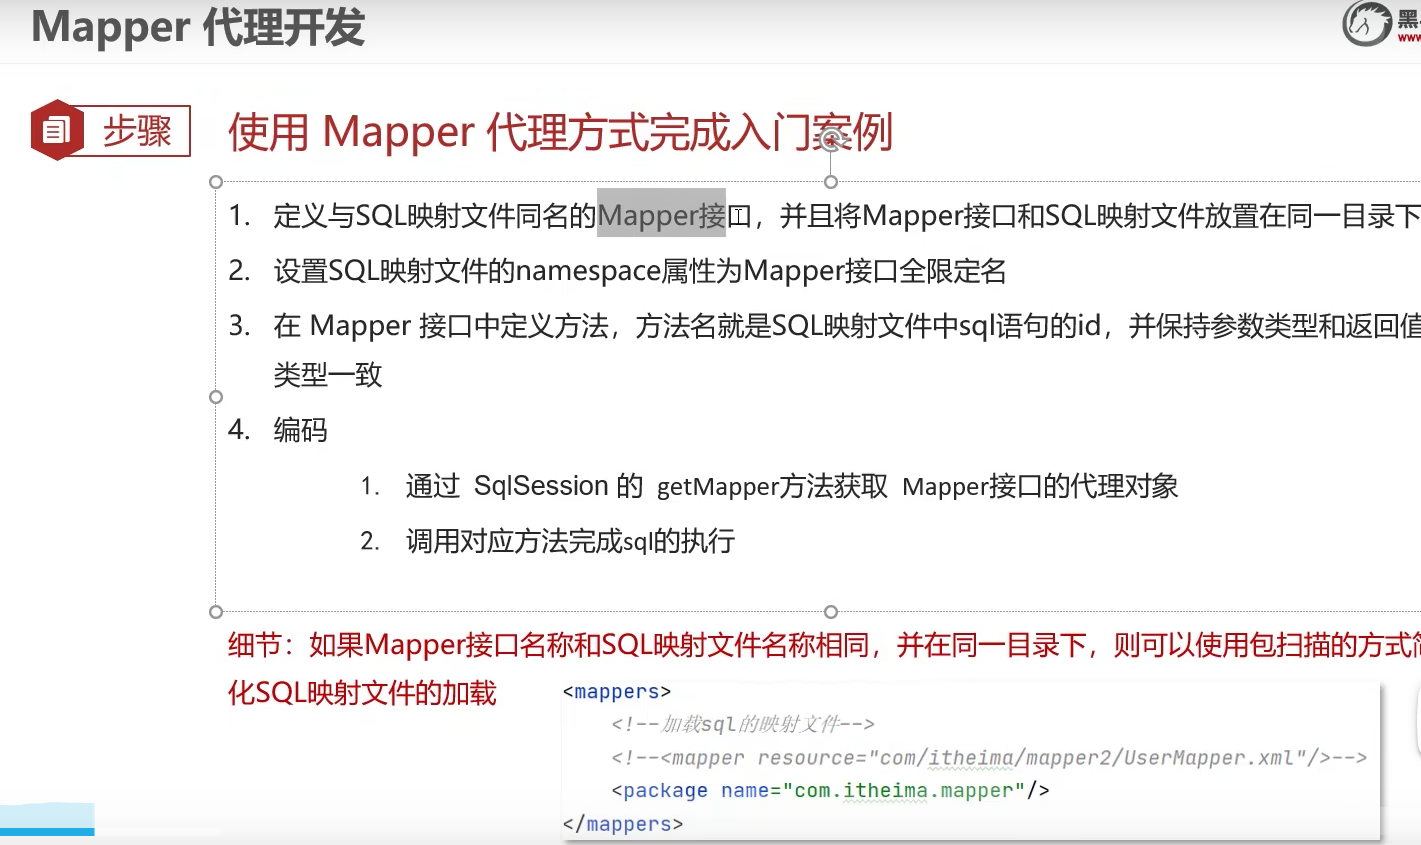 Mapper 代理开发
黑
www
步骤
使用 Mapper 代理方式完成入门案例
1. 定义与SQL映射文件同名的Mapper接口，并且将Mapper接口和SQL映射文件放置在同一目录下
2. 设置SQL映射文件的namespace属性为Mapper接口全限定名
3. 在 Mapper 接口中定义方法，方法名就是SQL映射文件中sql语句的id，并保持参数类型和返回值
类型一致
4. 编码
1. 通过 SqlSession 的 getMapper方法获取 Mapper接口的代理对象
2. 调用对应方法完成sql的执行
细节：如果Mapper接口名称和SQL映射文件名称相同，并在同一目录下，则可以使用包扫描的方式简
化SQL映射文件的加载
<mappers>
<!--加载sql的映射文件-->
<!--<mapper resource="com/itheima/mapper2/UserMapper.xml"/>-->
<package name="com.itheima.mapper"/>
</mappers>